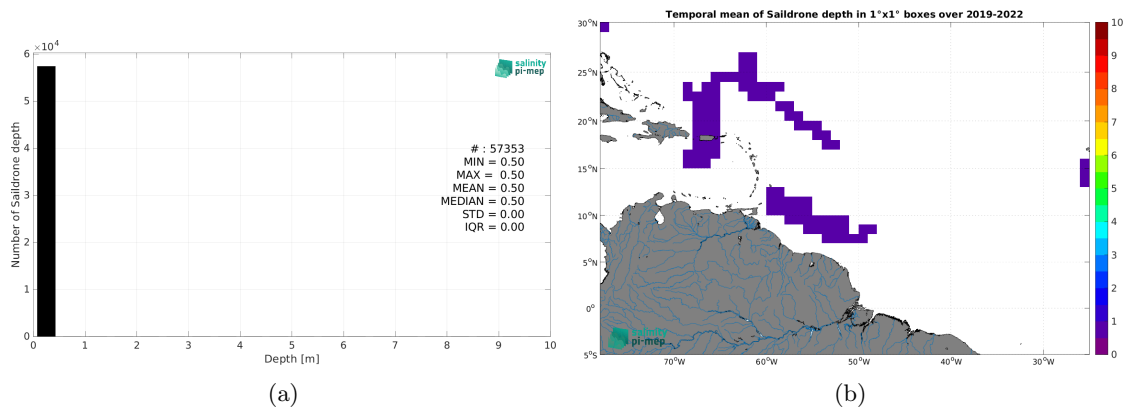 ×10⁴
6
5
4
3
2
1
0
Number of Saildrone depth
0 1 2 3 4 5 6 7 8 9 10
Depth [m]
salinity
pi-mep
# : 57353
MIN = 0.50
MAX = 0.50
MEAN = 0.50
MEDIAN = 0.50
STD = 0.00
IQR = 0.00
(a)
Temporal mean of Saildrone depth in 1°x1° boxes over 2019-2022
30°N
25°N
20°N
15°N
10°N
5°N
0°
5°S
70°W 60°W 50°W 40°W 30°W
salinity
pi-mep
10
9
8
7
6
5
4
3
2
1
0
(b)